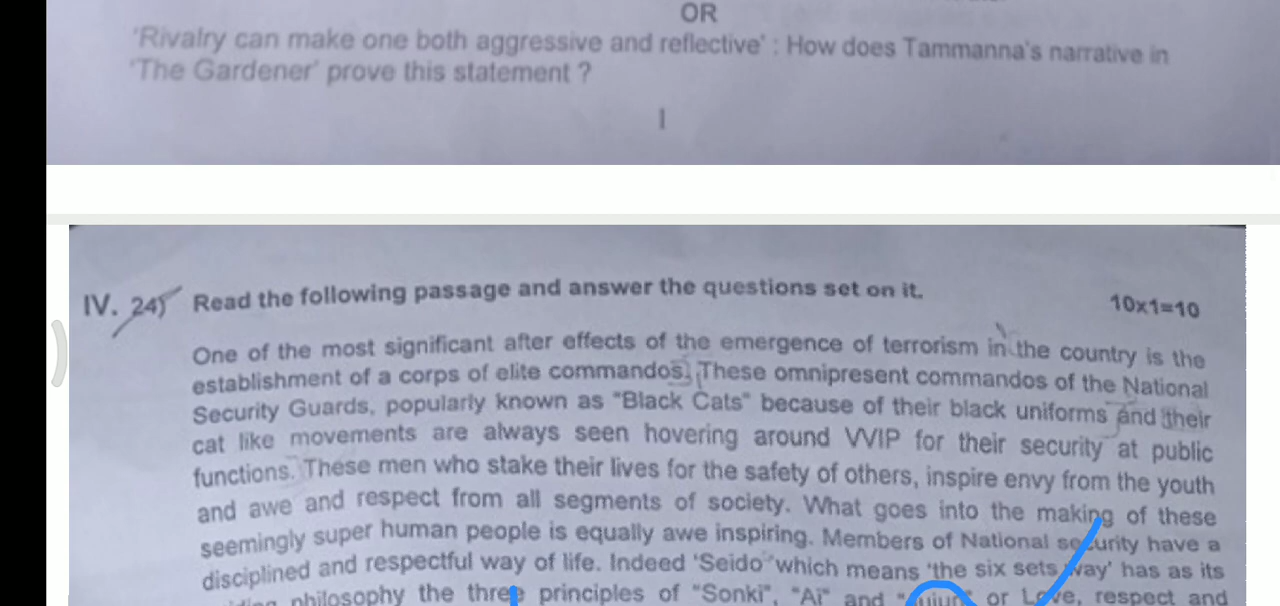 OR
'Rivalry can make one both aggressive and reflective' : How does Tammanna's narrative in
'The Gardener' prove this statement ?
1
IV. 24) Read the following passage and answer the questions set on it. 10x1=10
One of the most significant after effects of the emergence of terrorism in the country is the
establishment of a corps of elite commandos. These omnipresent commandos of the National
Security Guards, popularly known as "Black Cats" because of their black uniforms and their
cat like movements are always seen hovering around VVIP for their security at public
functions. These men who stake their lives for the safety of others, inspire envy from the youth
and awe and respect from all segments of society. What goes into the making of these
seemingly super human people is equally awe inspiring. Members of National security have a
disciplined and respectful way of life. Indeed 'Seido' which means 'the six sets way' has as its
philosophy the three principles of "Sonki", "Ai" and or Love, respect and